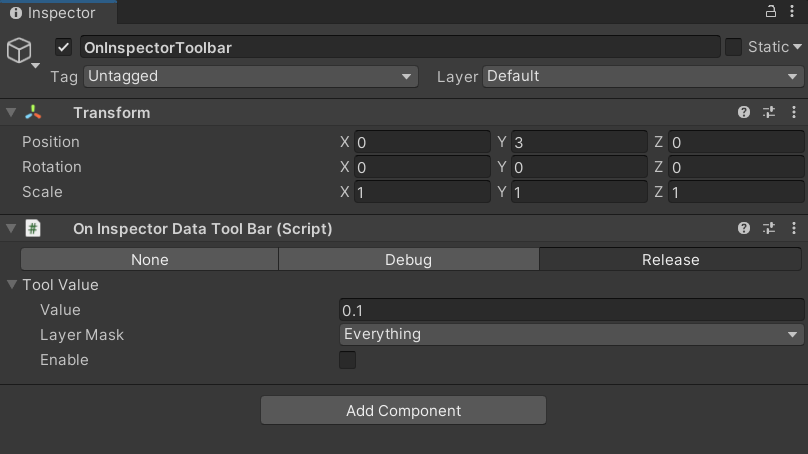 Inspector
OnInspectorToolbar Static
Tag Untagged Layer Default
Transform
Position X 0 Y 3 Z 0
Rotation X 0 Y 0 Z 0
Scale X 1 Y 1 Z 1
# On Inspector Data Tool Bar (Script)
None Debug Release
Tool Value
Value 0.1
Layer Mask Everything
Enable
Add Component